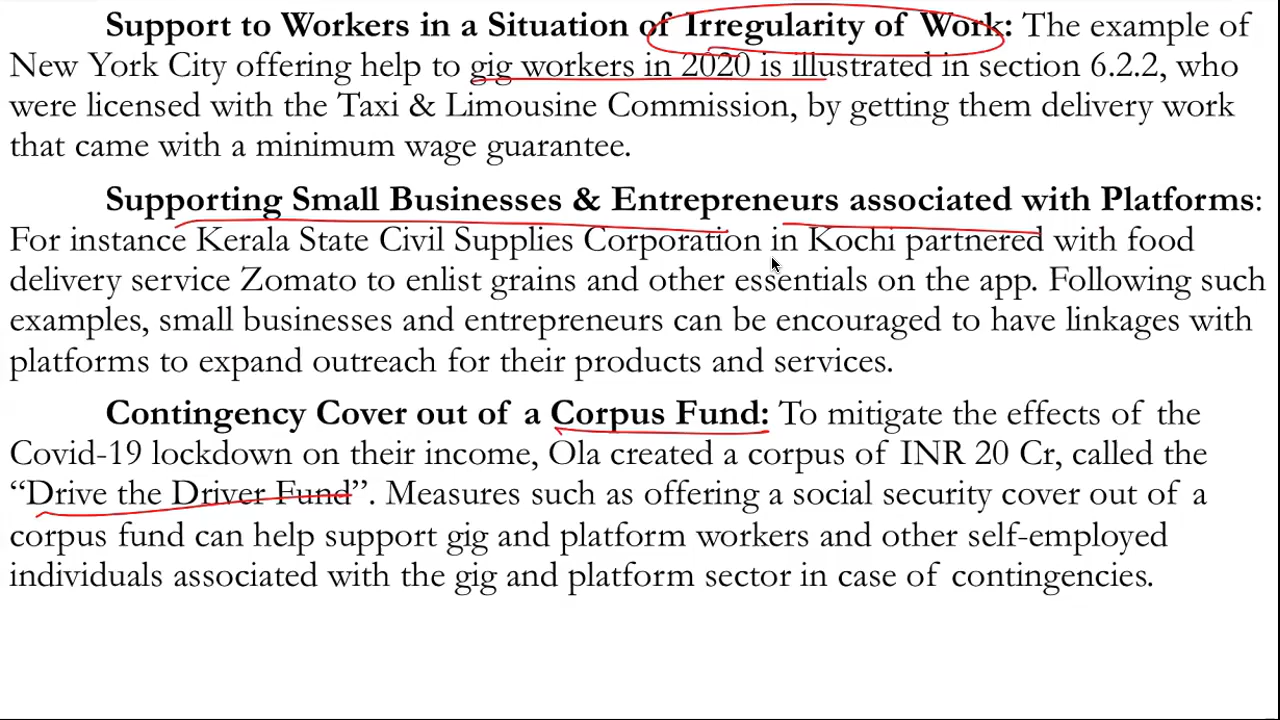 Support to Workers in a Situation of Irregularity of Work: The example of
New York City offering help to gig workers in 2020 is illustrated in section 6.2.2, who
were licensed with the Taxi & Limousine Commission, by getting them delivery work
that came with a minimum wage guarantee.
Supporting Small Businesses & Entrepreneurs associated with Platforms:
For instance Kerala State Civil Supplies Corporation in Kochi partnered with food
delivery service Zomato to enlist grains and other essentials on the app. Following such
examples, small businesses and entrepreneurs can be encouraged to have linkages with
platforms to expand outreach for their products and services.
Contingency Cover out of a Corpus Fund: To mitigate the effects of the
Covid-19 lockdown on their income, Ola created a corpus of INR 20 Cr, called the
“Drive the Driver Fund”. Measures such as offering a social security cover out of a
corpus fund can help support gig and platform workers and other self-employed
individuals associated with the gig and platform sector in case of contingencies.